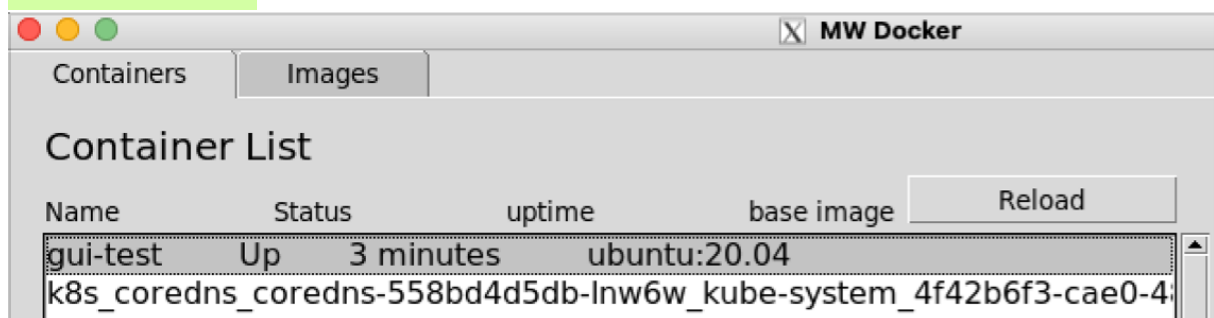 MW Docker
Containers Images
Container List
Name Status uptime base image Reload
gui-test Up 3 minutes ubuntu:20.04
k8s_coredns_coredns-558bd4d5db-lnw6w_kube-system_4f42b6f3-cae0-48